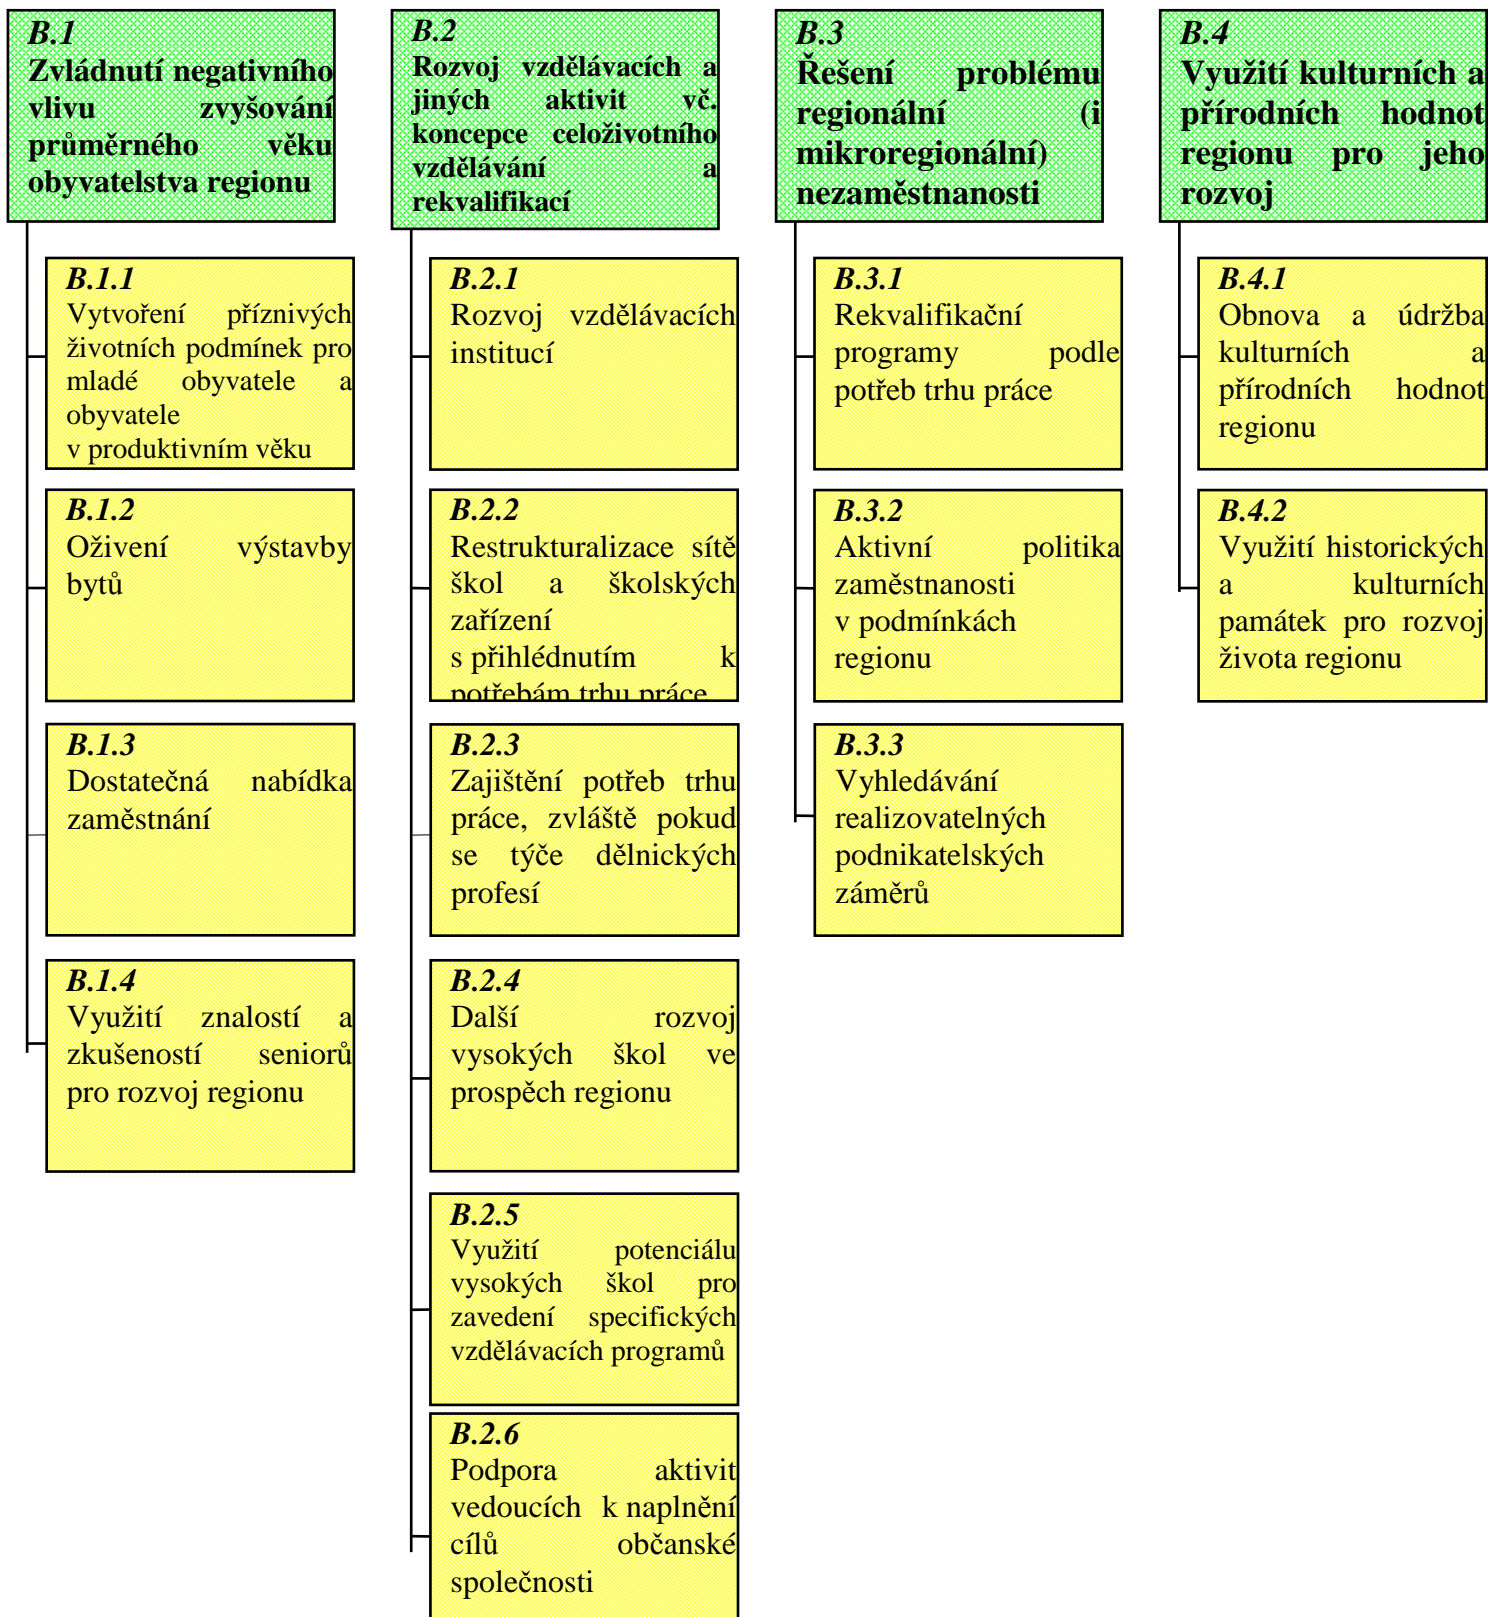 B.1
Zvládnutí negativního
vlivu zvyšování
průměrného věku
obyvatelstva regionu
B.1.1
Vytvoření příznivých
životních podmínek pro
mladé obyvatele a
obyvatele
v produktivním věku
B.1.2
Oživení výstavby
bytů
B.1.3
Dostatečná nabídka
zaměstnání
B.1.4
Využití znalostí a
zkušeností seniorů
pro rozvoj regionu
B.2
Rozvoj vzdělávacích a
jiných aktivit vč.
koncepce celoživotního
vzdělávání a
rekvalifikací
B.2.1
Rozvoj vzdělávacích
institucí
B.2.2
Restrukturalizace sítě
škol a školských
zařízení
s přihlédnutím k
potřebám trhu práce
B.2.3
Zajištění potřeb trhu
práce, zvláště pokud
se týče dělnických
profesí
B.2.4
Další rozvoj
vysokých škol ve
prospěch regionu
B.2.5
Využití potenciálu
vysokých škol pro
zavedení specifických
vzdělávacích programů
B.2.6
Podpora aktivit
vedoucích k naplnění
cílů občanské
společnosti
B.3
Řešení problému
regionální (i
mikroregionální)
nezaměstnanosti
B.3.1
Rekvalifikační
programy podle
potřeb trhu práce
B.3.2
Aktivní politika
zaměstnanosti
v podmínkách
regionu
B.3.3
Vyhledávání
realizovatelných
podnikatelských
záměrů
B.4
Využití kulturních a
přírodních hodnot
regionu pro jeho
rozvoj
B.4.1
Obnova a údržba
kulturních a
přírodních hodnot
regionu
B.4.2
Využití historických
a kulturních
památek pro rozvoj
života regionu